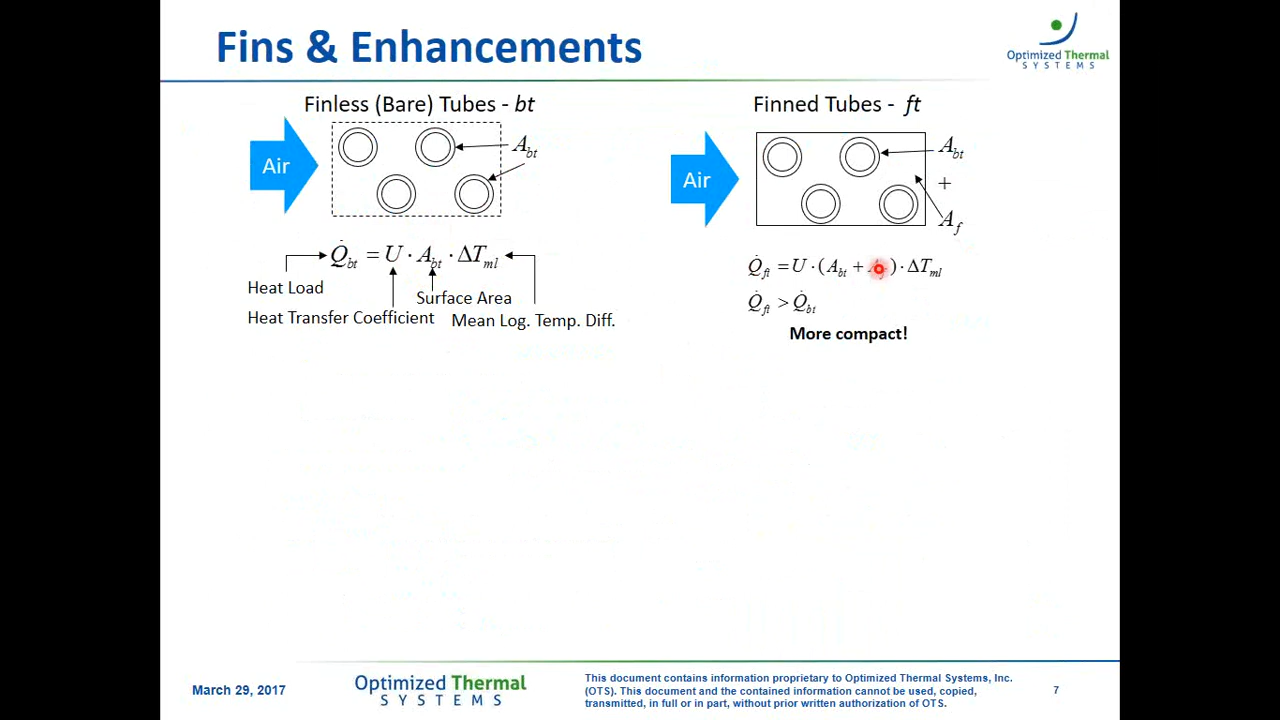 Fins & Enhancements
Optimized Thermal
SYSTEMS
Finless (Bare) Tubes - bt
Air
A_bt
Q̇_bt = U · A_bt · ΔT_ml
Heat Load
Surface Area
Heat Transfer Coefficient
Mean Log. Temp. Diff.
Finned Tubes - ft
Air
A_bt
+
A_f
Q̇_ft = U · (A_bt + ) · ΔT_ml
Q̇_ft > Q̇_bt
More compact!
March 29, 2017
Optimized Thermal
SYSTEMS
This document contains information proprietary to Optimized Thermal Systems, Inc.
(OTS). This document and the contained information cannot be used, copied,
transmitted, in full or in part, without prior written authorization of OTS.
7